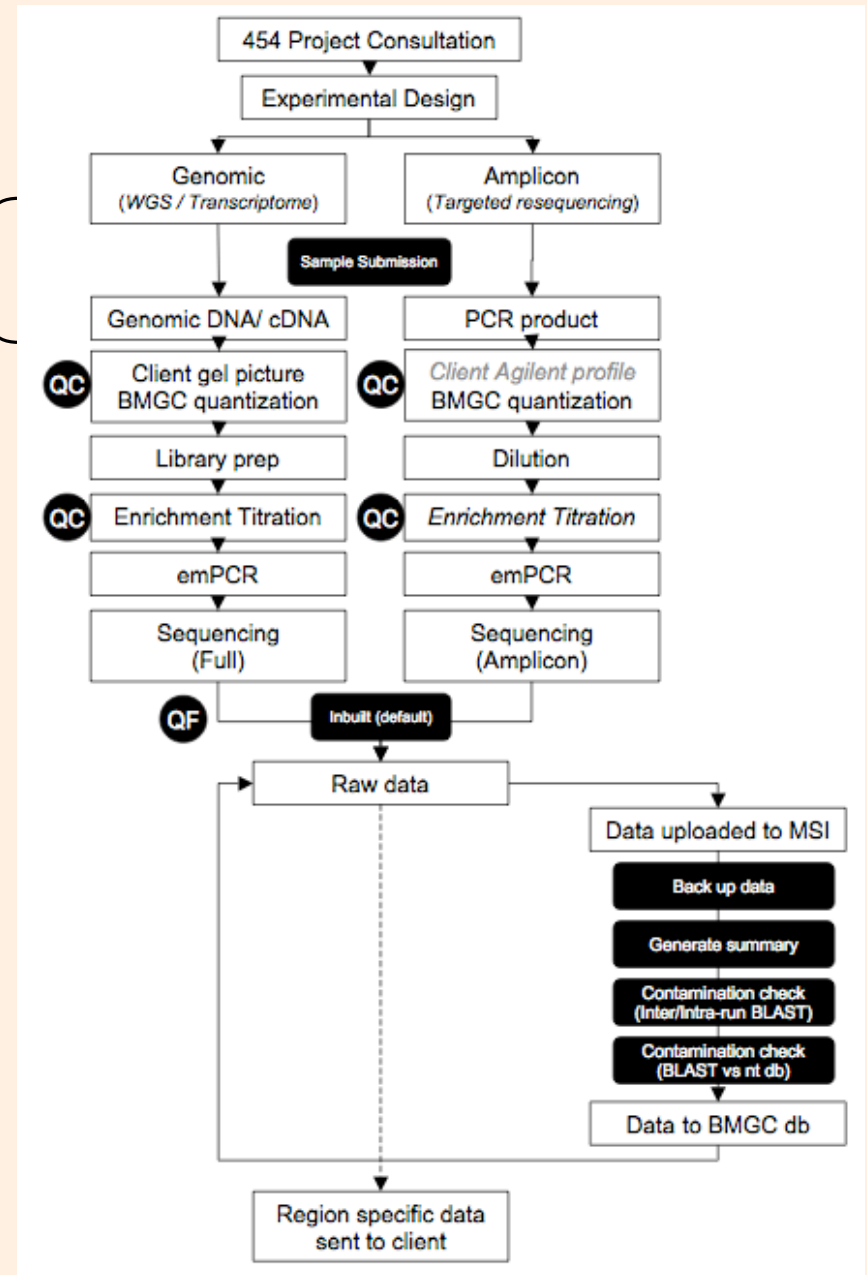 454 Project Consultation
Experimental Design
Genomic
(WGS / Transcriptome)
Amplicon
(Targeted resequencing)
Sample Submission
Genomic DNA/ cDNA
PCR product
QC
Client gel picture
BMGC quantization
QC
Client Agilent profile
BMGC quantization
Library prep
Dilution
QC
Enrichment Titration
QC
Enrichment Titration
emPCR
emPCR
Sequencing
(Full)
Sequencing
(Amplicon)
QF
Inbuilt (default)
Raw data
Data uploaded to MSI
Back up data
Generate summary
Contamination check
(Inter/Intra-run BLAST)
Contamination check
(BLAST vs nt db)
Data to BMGC db
Region specific data
sent to client